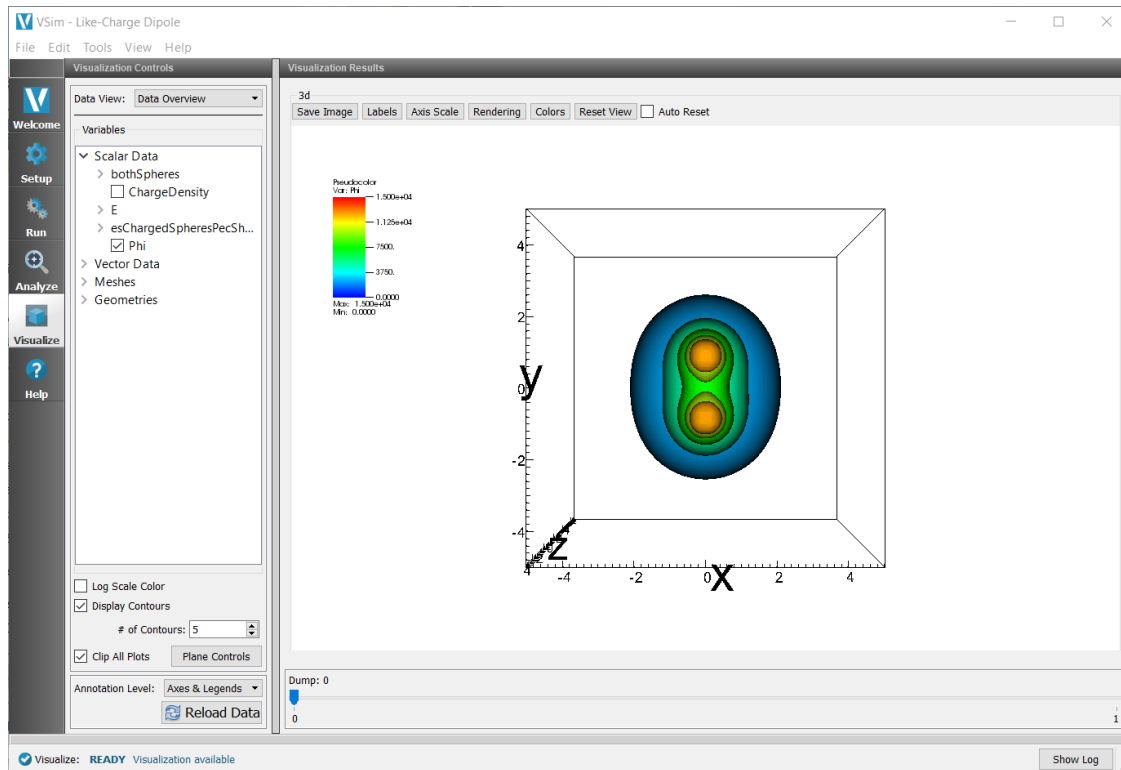 VSim - Like-Charge Dipole
File Edit Tools View Help
Visualization Controls
Data View: Data Overview
Variables
Scalar Data
bothSpheres
ChargeDensity
E
esChargedSpheresPecSh...
Phi
Vector Data
Meshes
Geometries
Log Scale Color
Display Contours
# of Contours: 5
Clip All Plots Plane Controls
Annotation Level: Axes & Legends
Reload Data
Welcome
Setup
Run
Analyze
Visualize
Help
Visualization Results
3d
Save Image Labels Axis Scale Rendering Colors Reset View Auto Reset
Pseudocolor
Var: Phi
1.500e+04
1.125e+04
7500.
3750.
0.0000
Max: 1.500e+04
Min: 0.0000
4
2
y
0
-2
-4
Z
4
-4 -2 0 X 2 4
Dump: 0
0 1
Visualize: READY Visualization available
Show Log